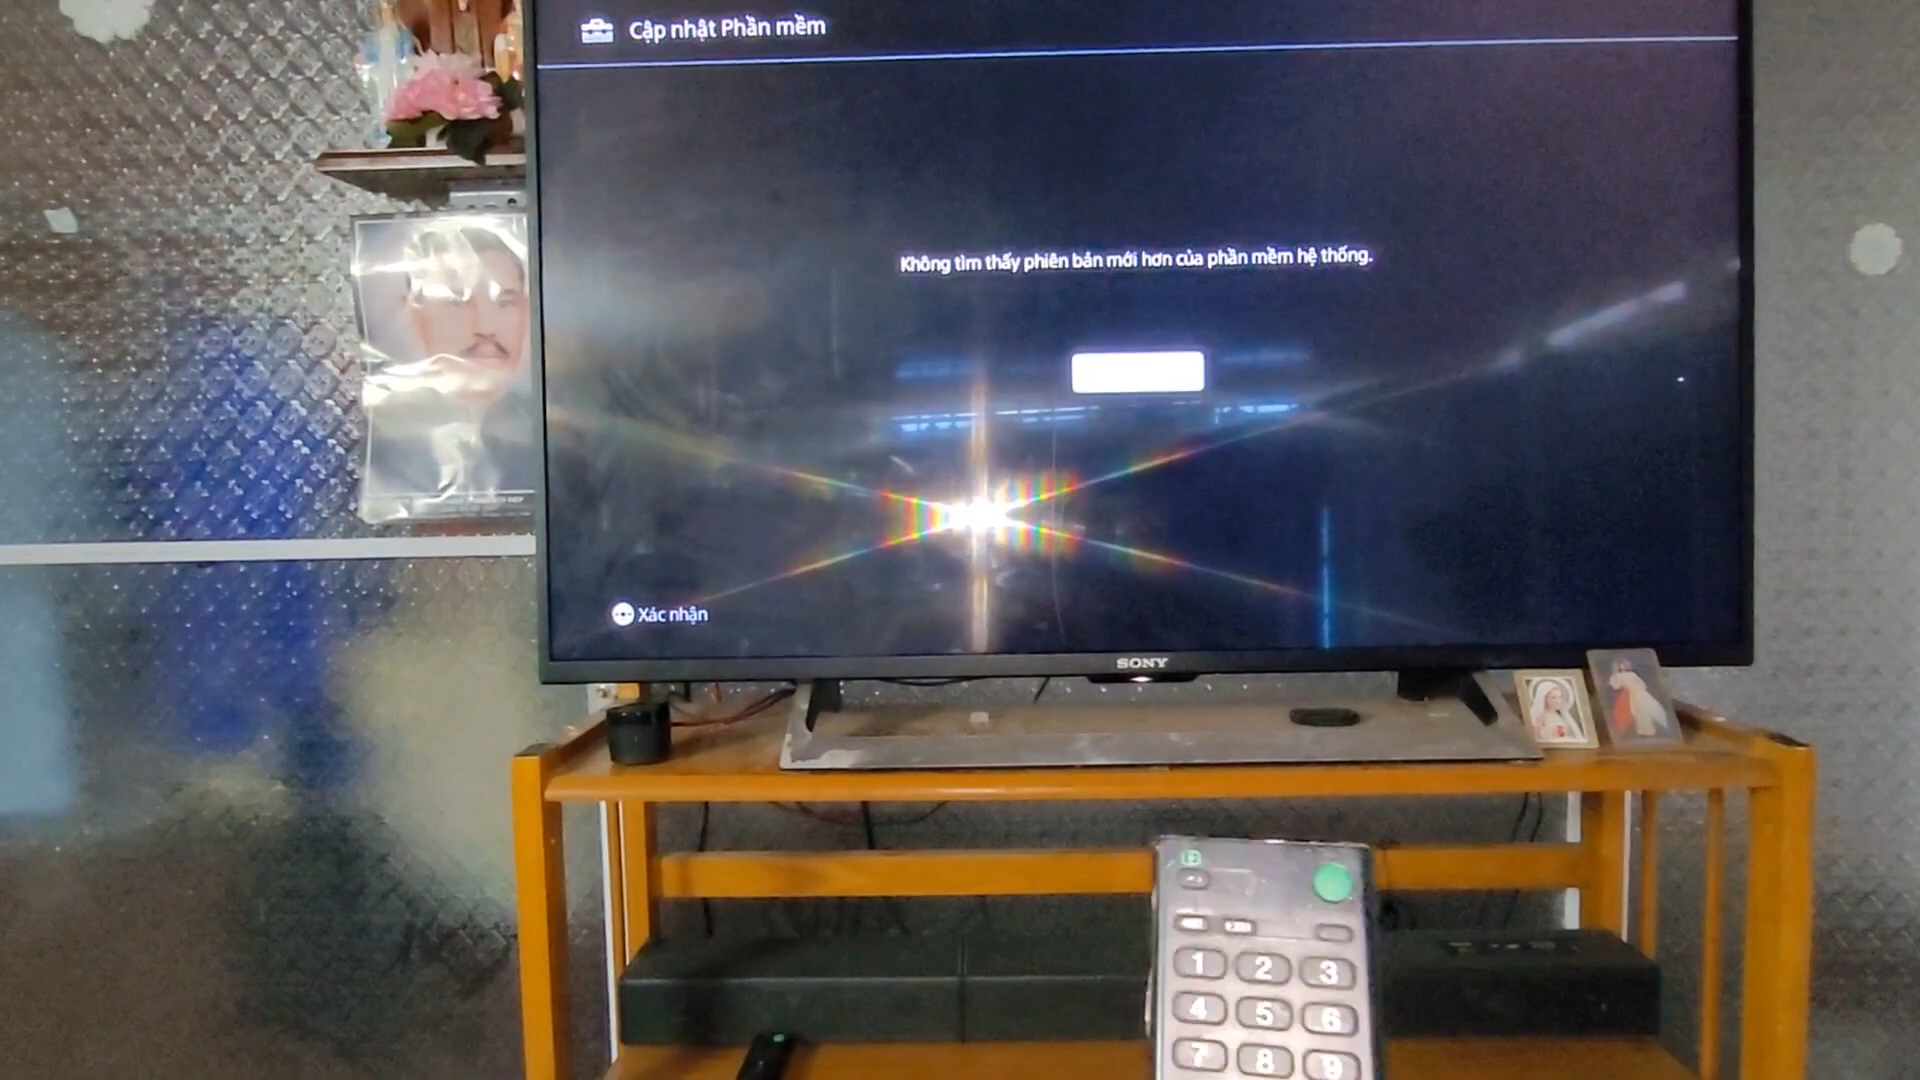 Cập nhật Phần mềm
Không tìm thấy phiên bản mới hơn của phần mềm hệ thống.
Xác nhận
SONY
1 2 3
4 5 6
7 8 9